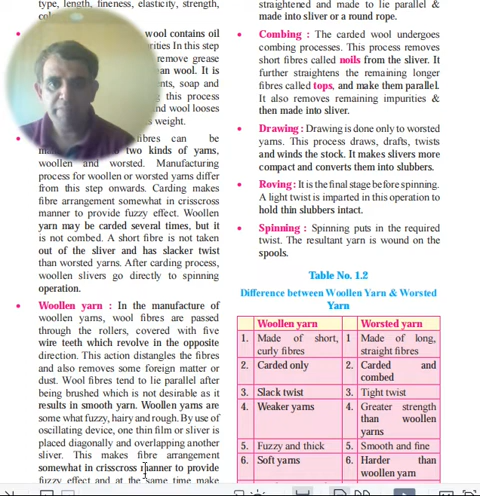 type, length, fineness, elasticity, strength,
wool contains oil
rities In this step
remove grease
an wool. It is
nts, soap and
this process
nd wool looses
weight.
fibres can be
two kinds of yarns,
woollen and worsted. Manufacturing
process for woollen or worsted yarns differ
from this step onwards. Carding makes
fibre arrangement somewhat in crisscross
manner to provide fuzzy effect. Woollen
yarn may be carded several times, but it
is not combed. A short fibre is not taken
out of the sliver and has slacker twist
than worsted yarns. After carding process,
woollen slivers go directly to spinning
operation.
• Woollen yarn : In the manufacture of
woollen yarns, wool fibres are passed
through the rollers, covered with five
wire teeth which revolve in the opposite
direction. This action distangles the fibres
and also removes some foreign matter or
dust. Wool fibres tend to lie parallel after
being brushed which is not desirable as it
results in smooth yarn. Woollen yarns are
some what fuzzy, hairy and rough. By use of
oscillating device, one thin film or sliver is
placed diagonally and overlapping another
sliver. This makes fibre arrangement
somewhat in crisscross manner to provide
fuzzy effect and at the same time make
straightened and made to lie parallel &
made into sliver or a round rope.
• Combing : The carded wool undergoes
combing processes. This process removes
short fibres called noils from the sliver. It
further straightens the remaining longer
fibres called tops, and make them parallel.
It also removes remaining impurities &
then made into sliver.
• Drawing : Drawing is done only to worsted
yarns. This process draws, drafts, twists
and winds the stock. It makes slivers more
compact and converts them into slubbers.
• Roving : It is the final stage before spinning.
A light twist is imparted in this operation to
hold thin slubbers intact.
• Spinning : Spinning puts in the required
twist. The resultant yarn is wound on the
spools.
Table No. 1.2
Difference between Woollen Yarn & Worsted
Yarn
Woollen yarn Worsted yarn
1. Made of short, 1 Made of long,
curly fibres straight fibres
2. Carded only 2. Carded and
combed
3. Slack twist 3. Tight twist
4. Weaker yarns 4. Greater strength
than woollen
yarns
5. Fuzzy and thick 5. Smooth and fine
6. Soft yarns 6. Harder than
woollen yarn